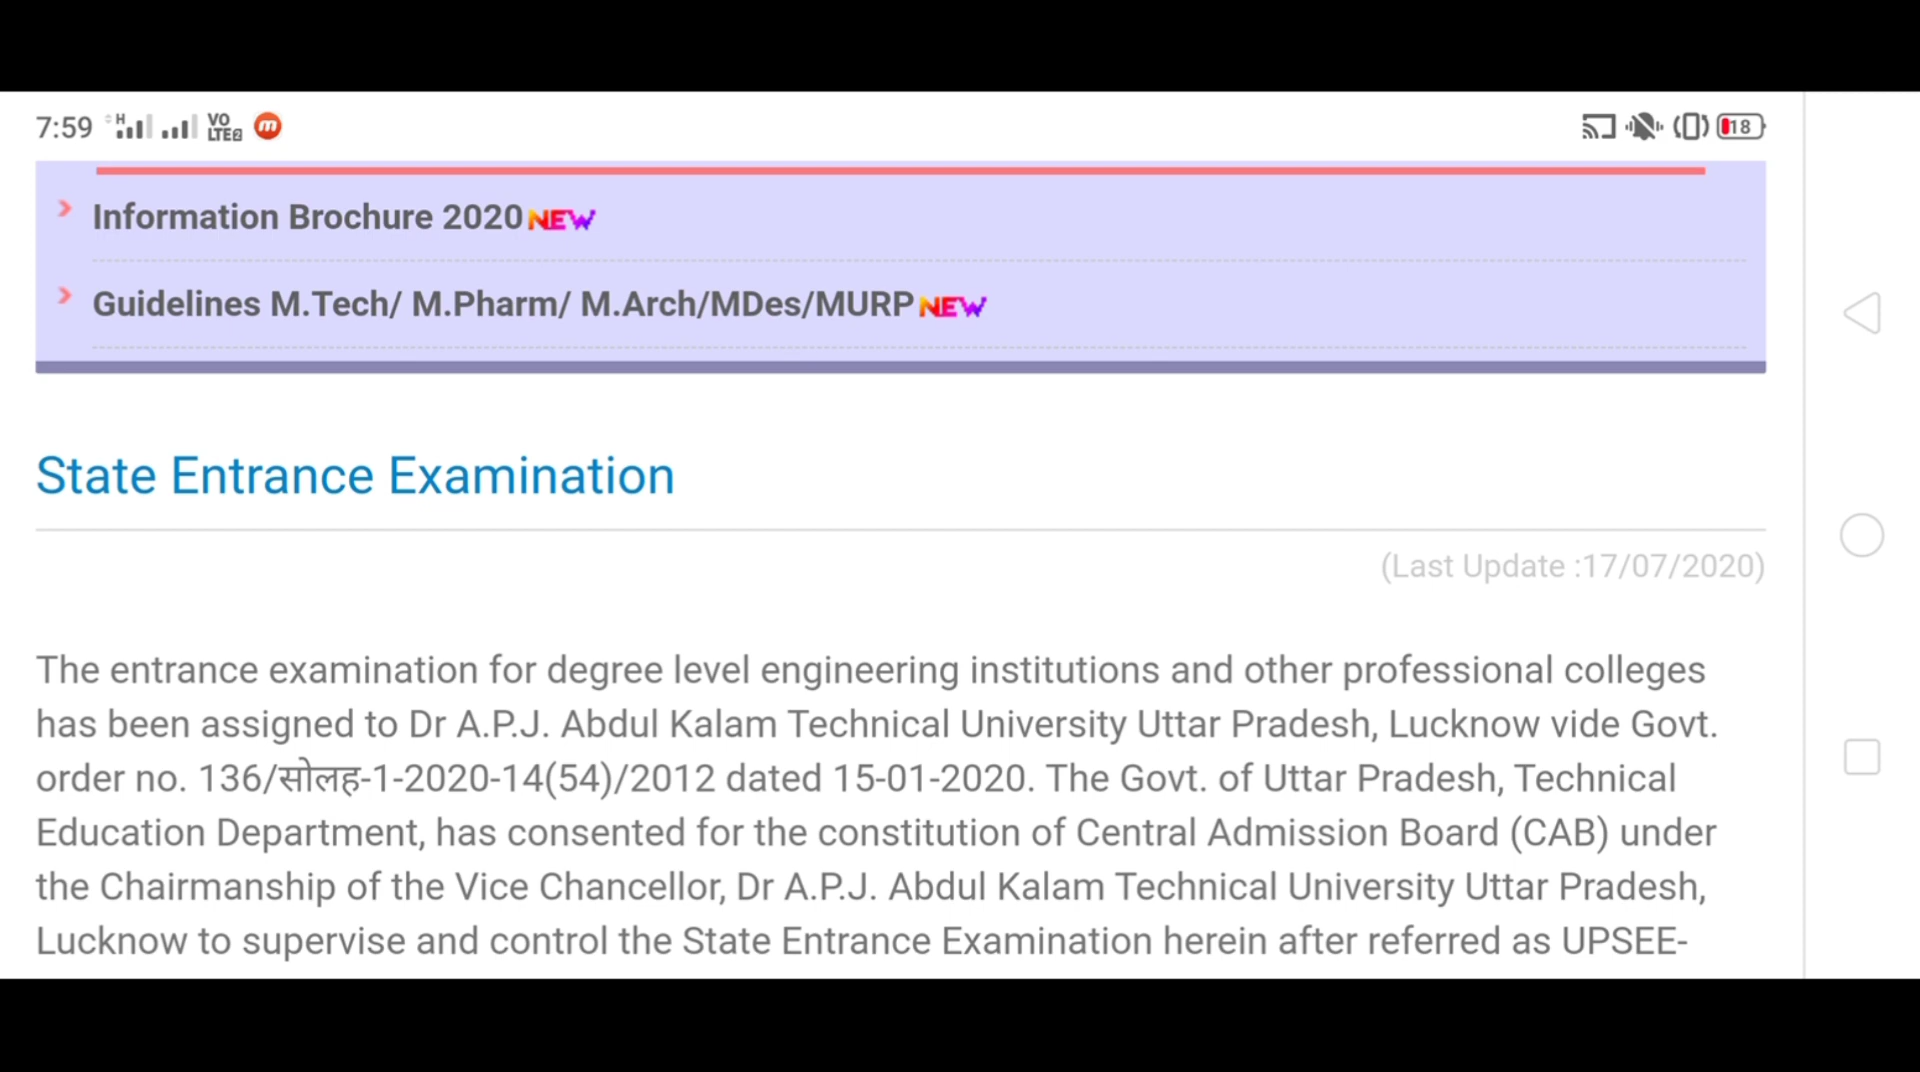 7:59 H VO LTE2 m 18
Information Brochure 2020 NEW
Guidelines M.Tech/ M.Pharm/ M.Arch/MDes/MURP NEW
State Entrance Examination
(Last Update :17/07/2020)
The entrance examination for degree level engineering institutions and other professional colleges
has been assigned to Dr A.P.J. Abdul Kalam Technical University Uttar Pradesh, Lucknow vide Govt.
order no. 136/सोलह-1-2020-14(54)/2012 dated 15-01-2020. The Govt. of Uttar Pradesh, Technical
Education Department, has consented for the constitution of Central Admission Board (CAB) under
the Chairmanship of the Vice Chancellor, Dr A.P.J. Abdul Kalam Technical University Uttar Pradesh,
Lucknow to supervise and control the State Entrance Examination herein after referred as UPSEE-